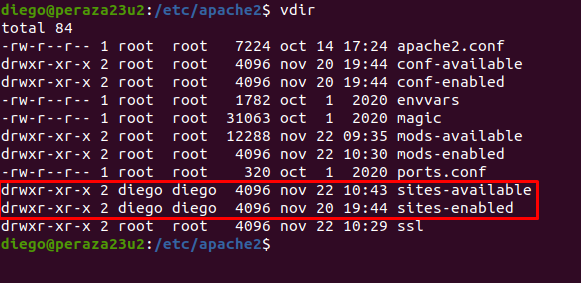 diego@peraza23u2:/etc/apache2$ vdir
total 84
-rw-r--r-- 1 root  root   7224 oct 14 17:24 apache2.conf
drwxr-xr-x 2 root  root   4096 nov 20 19:44 conf-available
drwxr-xr-x 2 root  root   4096 nov 20 19:44 conf-enabled
-rw-r--r-- 1 root  root   1782 oct  1  2020 envvars
-rw-r--r-- 1 root  root  31063 oct  1  2020 magic
drwxr-xr-x 2 root  root  12288 nov 22 09:35 mods-available
drwxr-xr-x 2 root  root   4096 nov 22 10:30 mods-enabled
-rw-r--r-- 1 root  root    320 oct  1  2020 ports.conf
drwxr-xr-x 2 diego diego  4096 nov 22 10:43 sites-available
drwxr-xr-x 2 diego diego  4096 nov 20 19:44 sites-enabled
drwxr-xr-x 2 root  root   4096 nov 22 10:29 ssl
diego@peraza23u2:/etc/apache2$